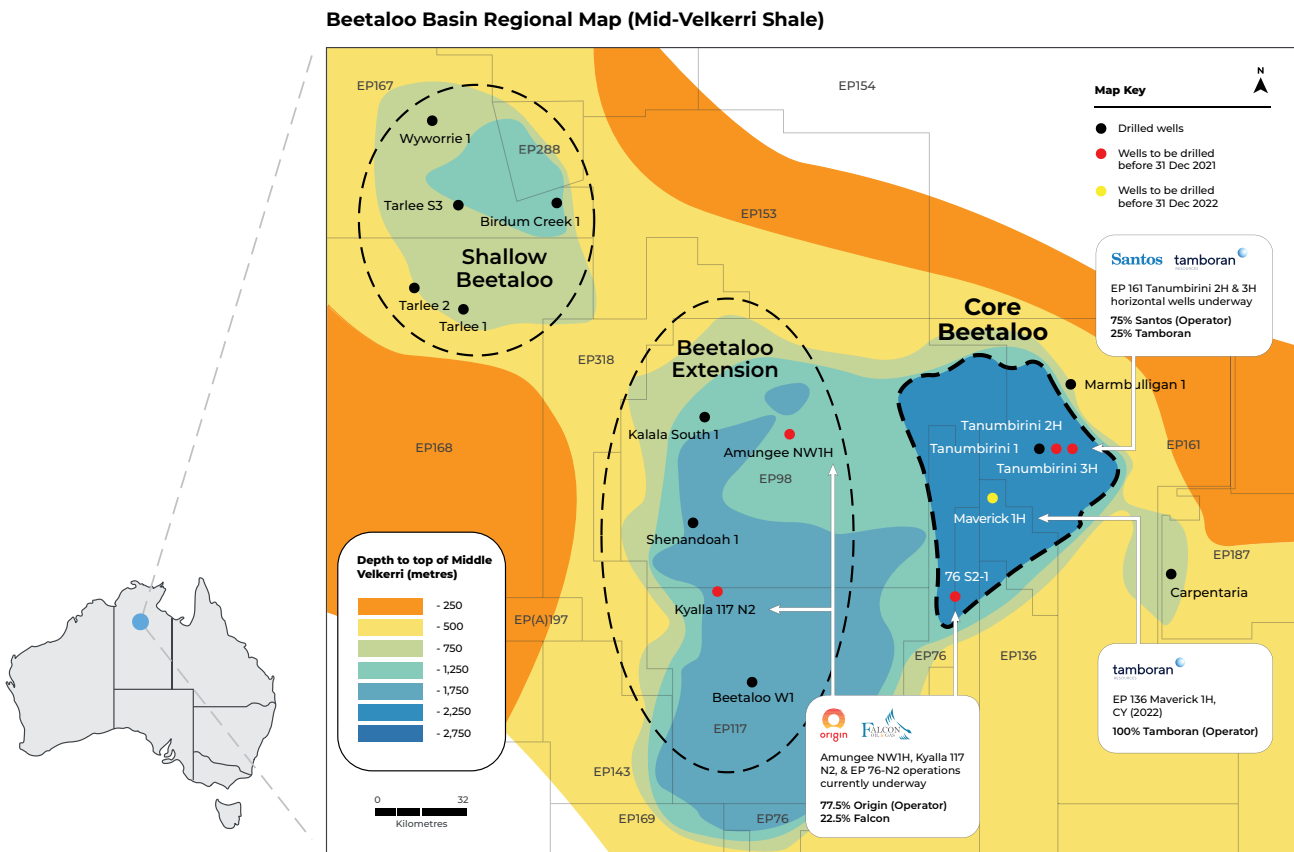 Beetaloo Basin Regional Map (Mid-Velkerri Shale)
EP167
EP154
N
Map Key
Drilled wells
Wells to be drilled
before 31 Dec 2021
Wells to be drilled
before 31 Dec 2022
Wyworrie 1
EP288
Tarlee S3
Birdum Creek 1
EP153
Shallow
Beetaloo
Tarlee 2
Tarlee 1
Santos tamboran
RESOURCES
EP 161 Tanumbirini 2H & 3H
horizontal wells underway
75% Santos (Operator)
25% Tamboran
Core
Beetaloo
EP318
Beetaloo
Extension
Marmbulligan 1
Kalala South 1
Amungee NW1H
EP98
Tanumbirini 2H
Tanumbirini 1
Tanumbirini 3H
EP161
EP168
Maverick 1H
Shenandoah 1
EP187
Carpentaria
76 S2-1
Kyalla 117 N2
Depth to top of Middle
Velkerri (metres)
- 250
- 500
- 750
- 1,250
- 1,750
- 2,250
- 2,750
EP(A)197
EP76
EP136
Beetaloo W1
EP117
tamboran
RESOURCES
EP 136 Maverick 1H,
CY (2022)
100% Tamboran (Operator)
origin
FALCON
OIL & GAS
Amungee NW1H, Kyalla 117
N2, & EP 76-N2 operations
currently underway
77.5% Origin (Operator)
22.5% Falcon
EP143
EP169
EP76
0 32
Kilometres